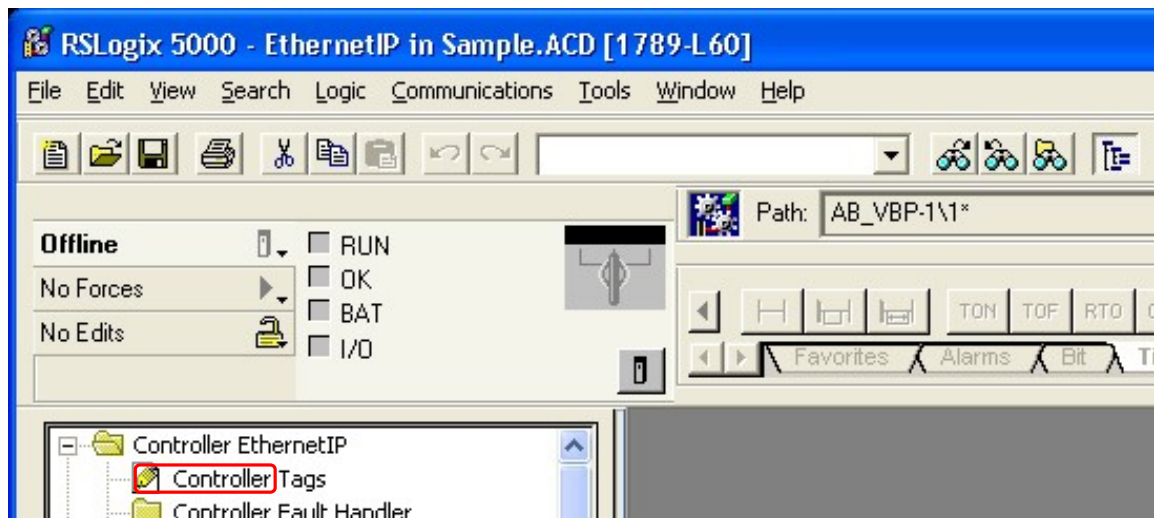 RSLogix 5000 - EthernetIP in Sample.ACD [1789-L60]
File Edit View Search Logic Communications Tools Window Help
Path: AB_VBP-1\1*
Offline
RUN
No Forces
OK
No Edits
BAT
I/O
TON TOF RTO
Favorites Alarms Bit
Controller EthernetIP
Controller Tags
Controller Fault Handler